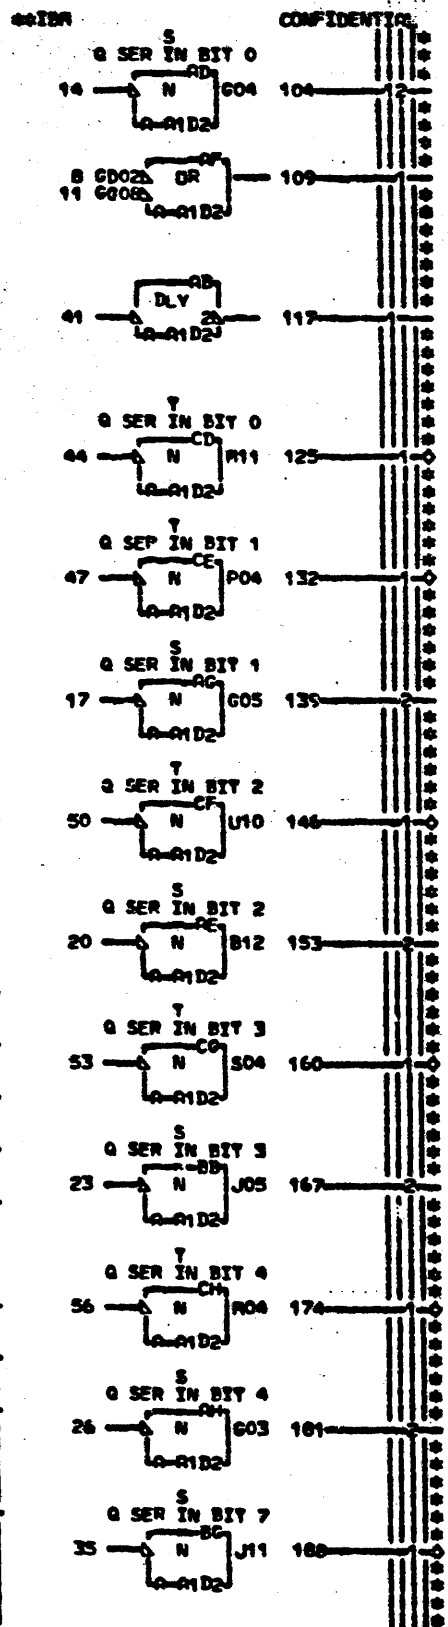 **IBM CONFIDENTIAL
S
Q SER IN BIT 0
AD
14 N G04 104 12
A-A1D2
AF
8 GD02 OR 109 1
11 GG08
A-A1D2
AB
DLY
41 2 117 1
A-A1D2
T
Q SER IN BIT 0
CD
44 N M11 125 1
A-A1D2
T
Q SER IN BIT 1
CE
47 N P04 132 1
A-A1D2
S
Q SER IN BIT 1
AG
17 N G05 139 2
A-A1D2
T
Q SER IN BIT 2
CF
50 N U10 146 1
A-A1D2
S
Q SER IN BIT 2
AE
20 N B12 153 2
A-A1D2
T
Q SER IN BIT 3
CG
53 N S04 160 1
A-A1D2
S
Q SER IN BIT 3
BB
23 N J05 167 2
A-A1D2
T
Q SER IN BIT 4
CH
56 N 174 1
A-A1D2
S
Q SER IN BIT 4
AH
26 N G03 181 2
A-A1D2
S
Q SER IN BIT 7
BG
35 N J11 188 1
A-A1D2